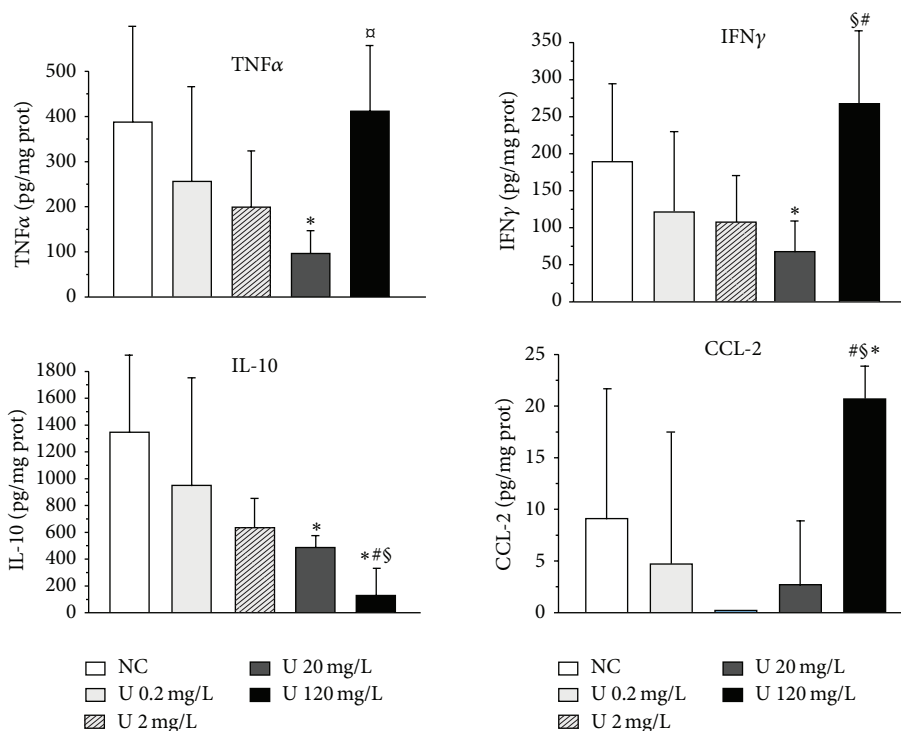 TNFα
¤
TNFα (pg/mg prot)
500
400
300
200
100
0
*
IFNγ
§#
IFNγ (pg/mg prot)
350
300
250
200
150
100
50
0
*
IL-10
IL-10 (pg/mg prot)
1800
1600
1400
1200
1000
800
600
400
200
0
*
*#§
CCL-2
#§*
CCL-2 (pg/mg prot)
25
20
15
10
5
0
NC
U 0.2 mg/L
U 2 mg/L
U 20 mg/L
U 120 mg/L
NC
U 0.2 mg/L
U 2 mg/L
U 20 mg/L
U 120 mg/L